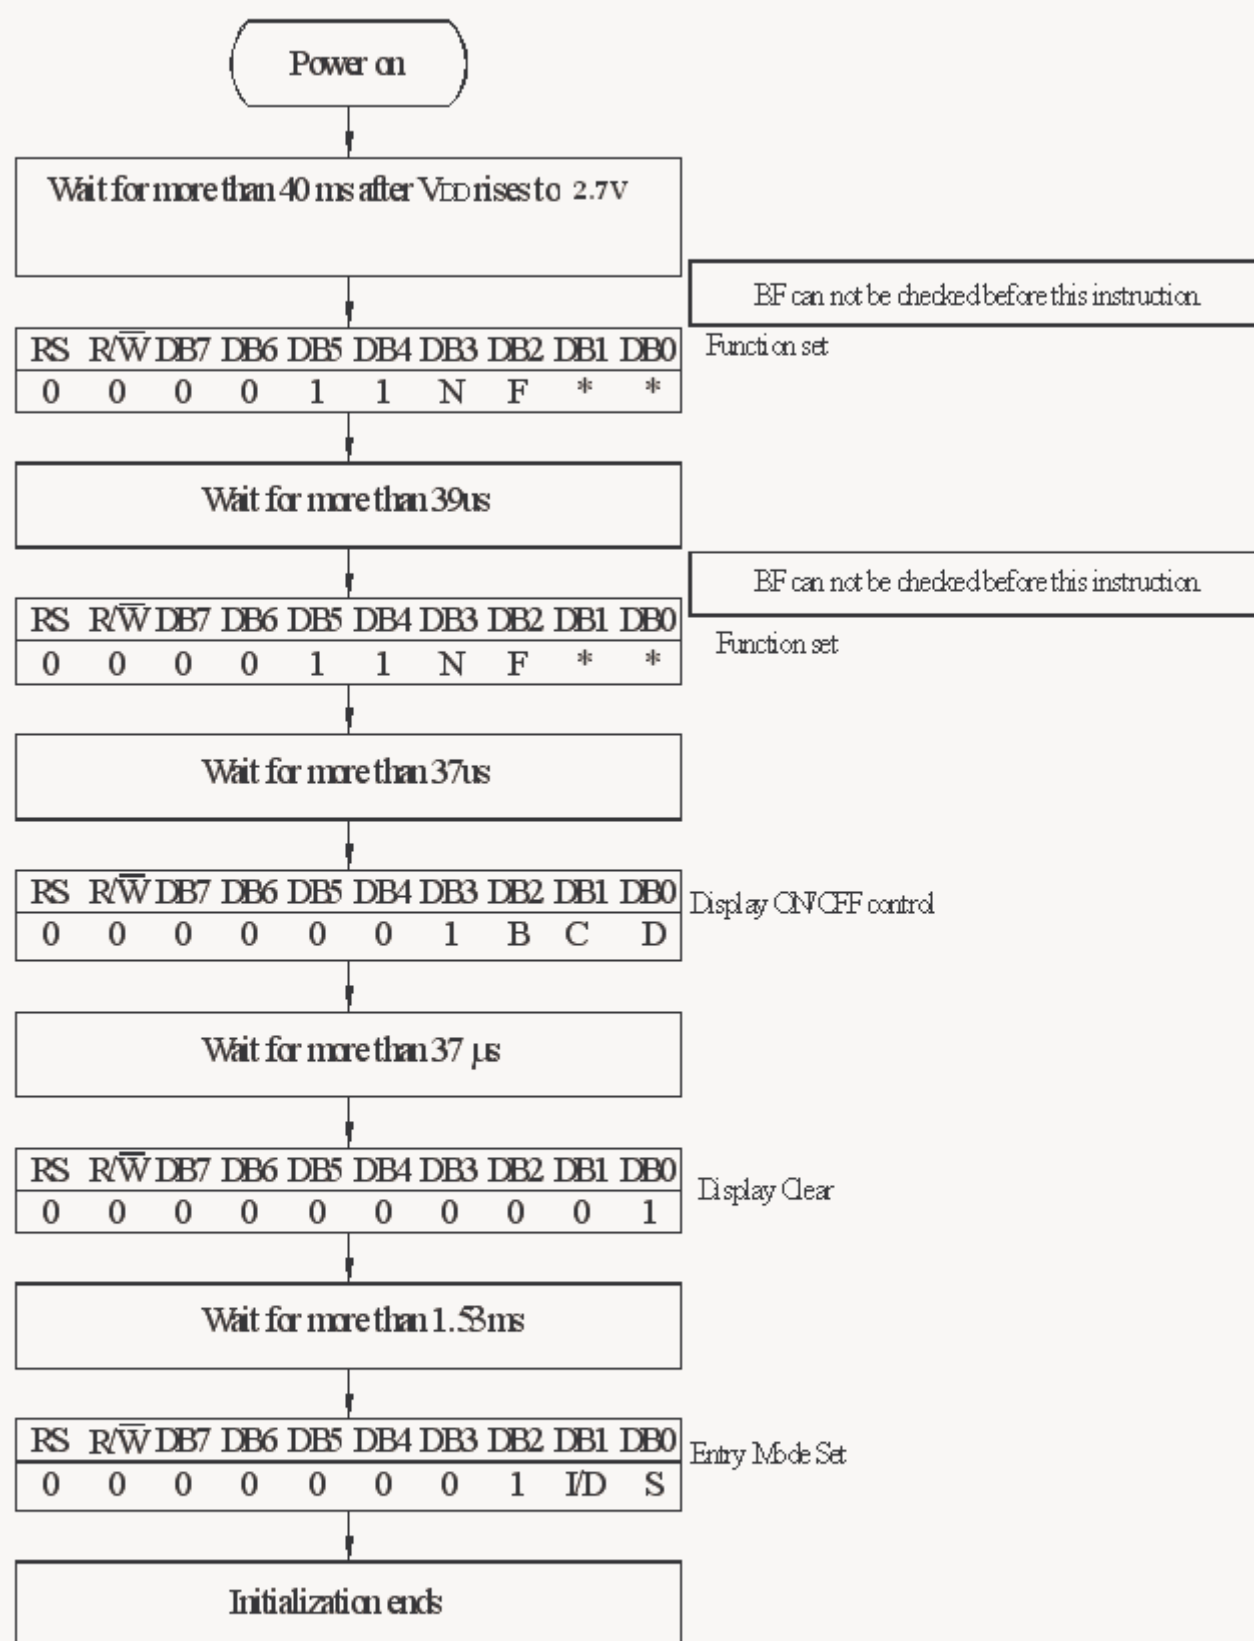 Power on
Wait for more than 40 ms after VDD rises to 2.7V
BF can not be checked before this instruction.
RS R/W̅ DB7 DB6 DB5 DB4 DB3 DB2 DB1 DB0
Function set
0 0 0 0 1 1 N F * *
Wait for more than 39us
BF can not be checked before this instruction.
RS R/W̅ DB7 DB6 DB5 DB4 DB3 DB2 DB1 DB0
Function set
0 0 0 0 1 1 N F * *
Wait for more than 37us
RS R/W̅ DB7 DB6 DB5 DB4 DB3 DB2 DB1 DB0
Display ON/OFF control
0 0 0 0 0 0 1 B C D
Wait for more than 37 μs
RS R/W̅ DB7 DB6 DB5 DB4 DB3 DB2 DB1 DB0
Display Clear
0 0 0 0 0 0 0 0 0 1
Wait for more than 1.53ms
RS R/W̅ DB7 DB6 DB5 DB4 DB3 DB2 DB1 DB0
Entry Mode Set
0 0 0 0 0 0 0 1 I/D S
Initialization ends